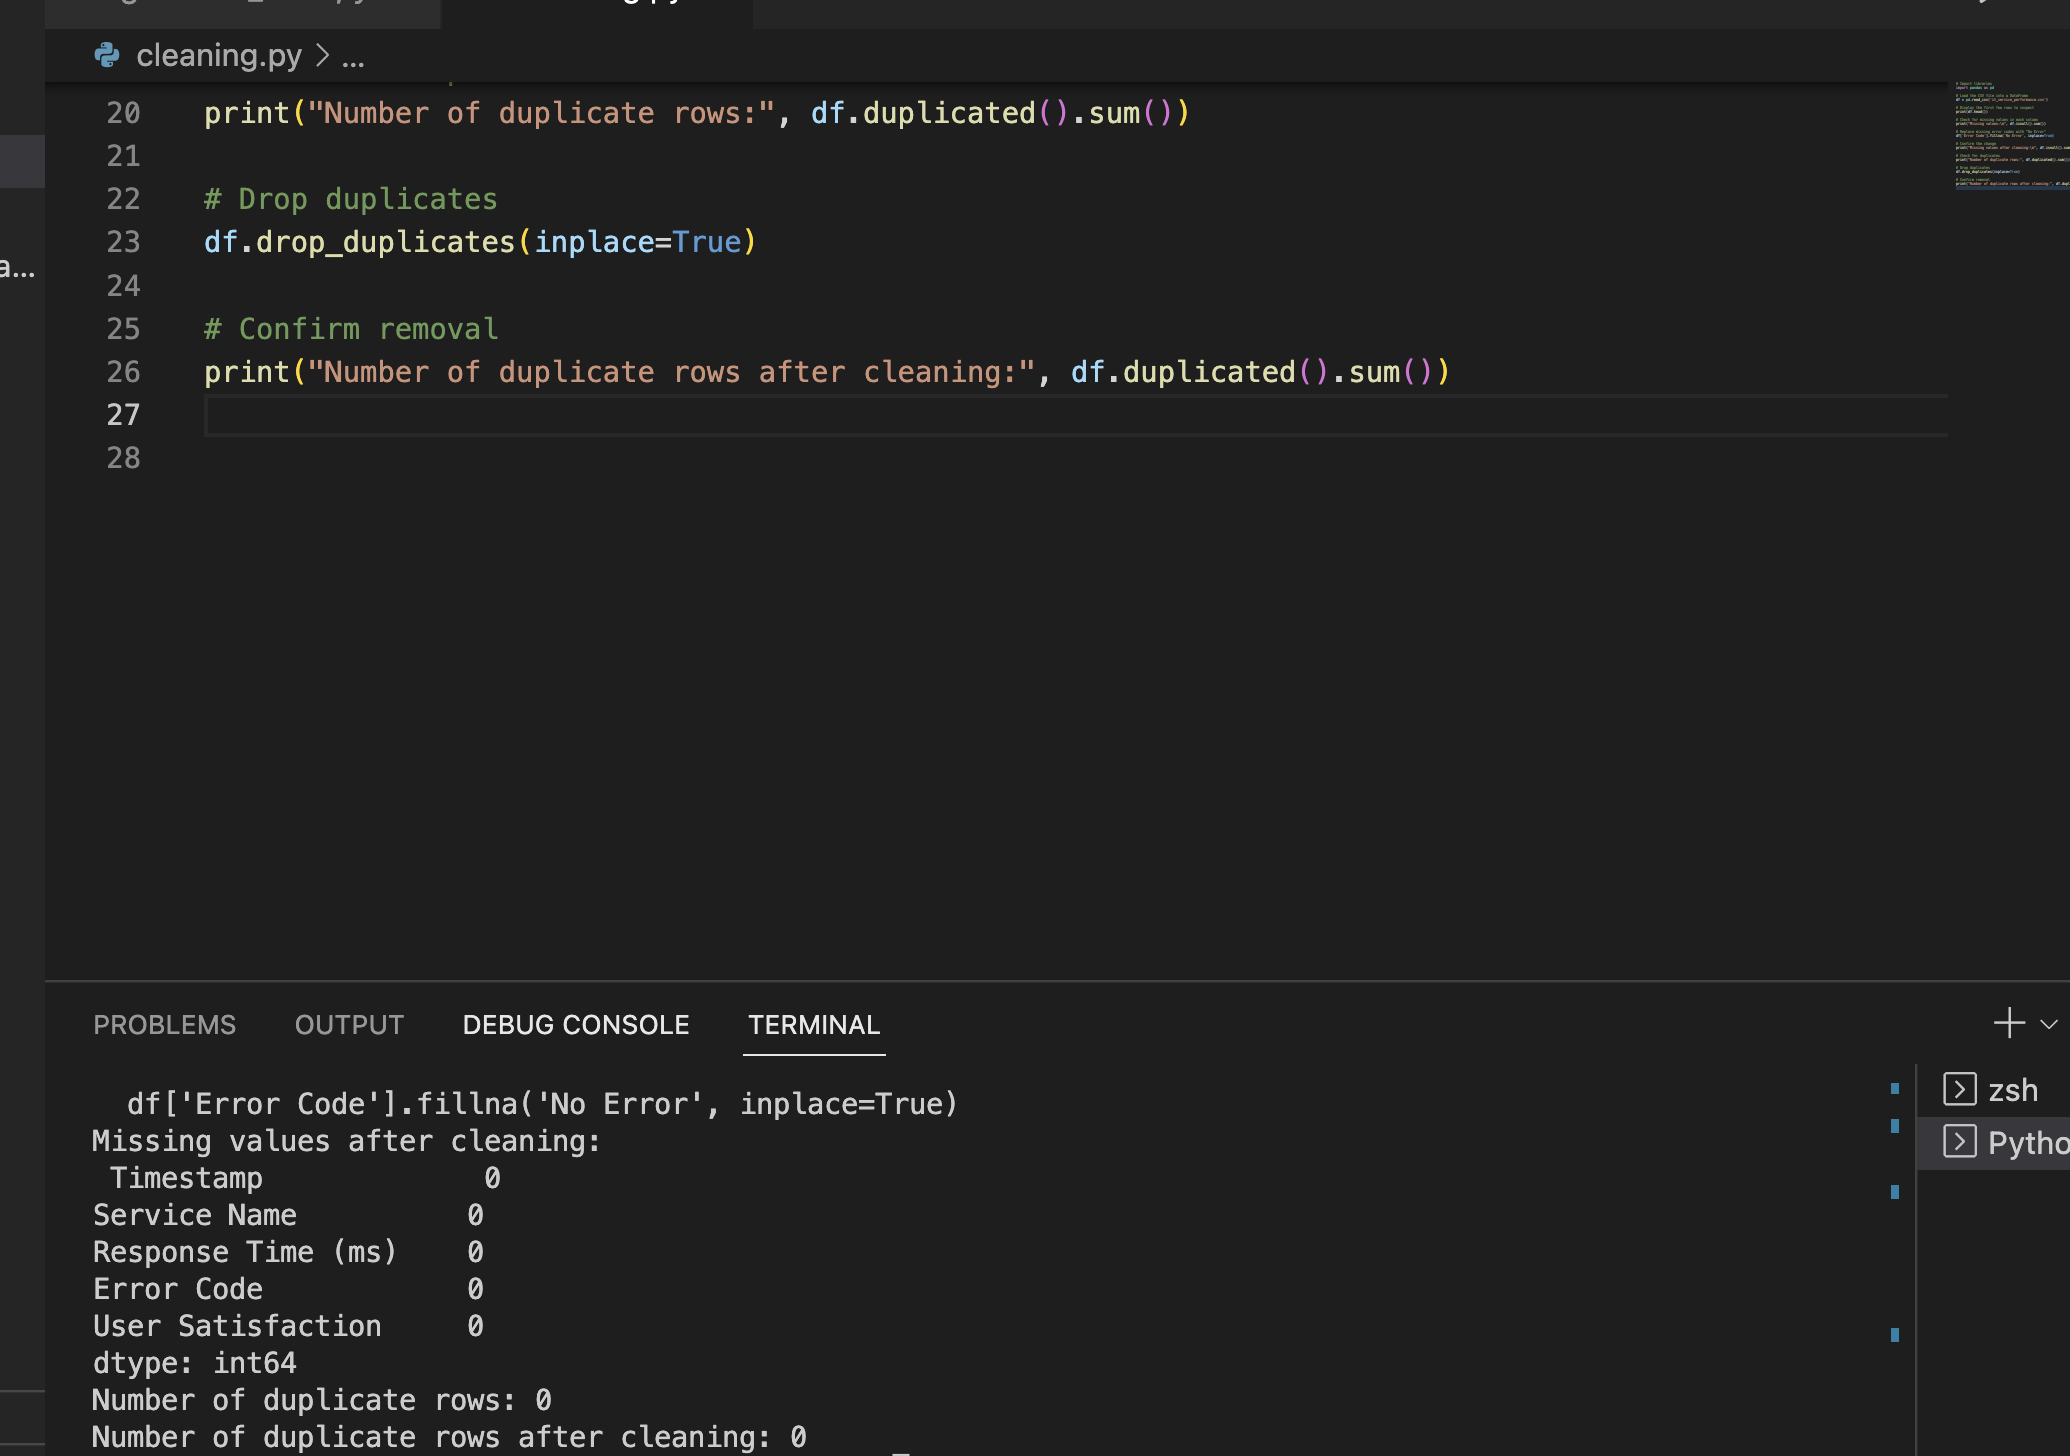 cleaning.py > ...
20 print("Number of duplicate rows:", df.duplicated().sum())
21
22 # Drop duplicates
23 df.drop_duplicates(inplace=True)
a...
24
25 # Confirm removal
26 print("Number of duplicate rows after cleaning:", df.duplicated().sum())
27
28
PROBLEMS OUTPUT DEBUG CONSOLE TERMINAL
df['Error Code'].fillna('No Error', inplace=True)
Missing values after cleaning:
Timestamp 0
Service Name 0
Response Time (ms) 0
Error Code 0
User Satisfaction 0
dtype: int64
Number of duplicate rows: 0
Number of duplicate rows after cleaning: 0
zsh
Pytho